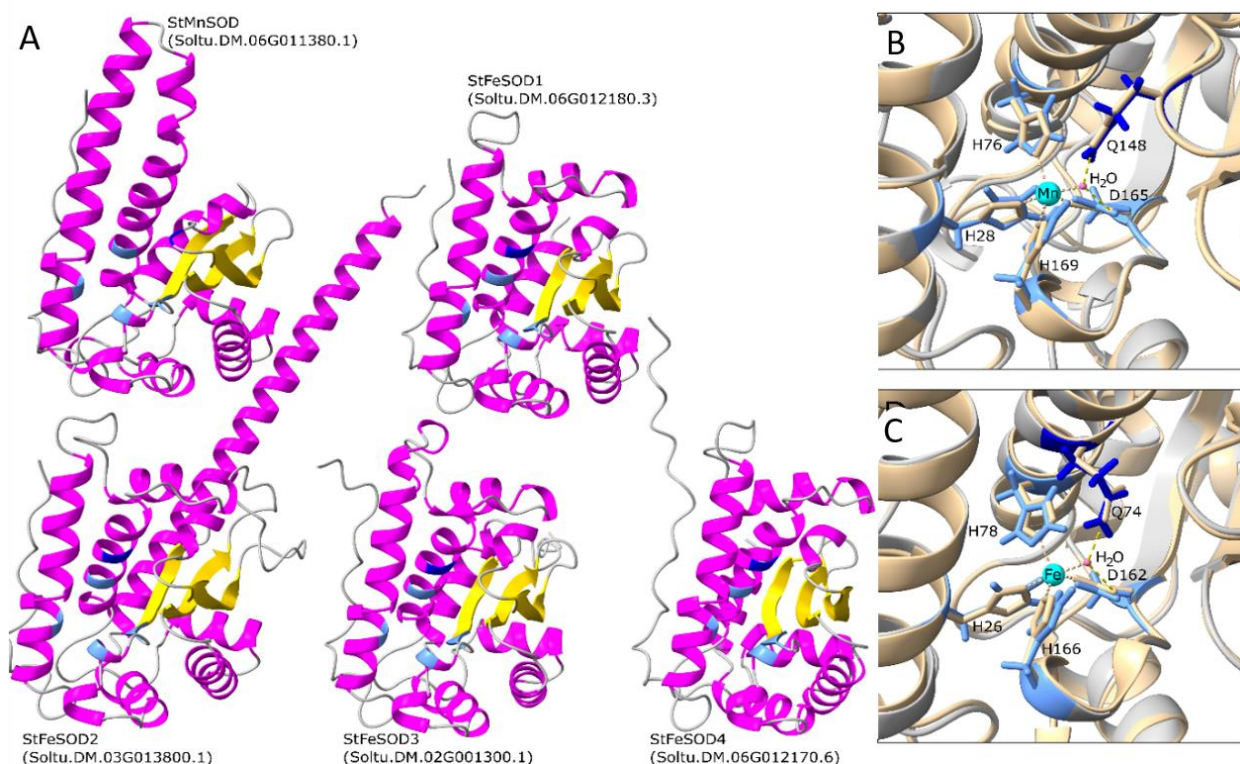 A
StMnSOD
(Soltu.DM.06G011380.1)
StFeSOD1
(Soltu.DM.06G012180.3)
StFeSOD2
(Soltu.DM.03G013800.1)
StFeSOD3
(Soltu.DM.02G001300.1)
StFeSOD4
(Soltu.DM.06G012170.6)
B
H76
Q148
H₂O
Mn
D165
H28
H169
C
Q74
H78
H₂O
Fe
D162
H26
H166